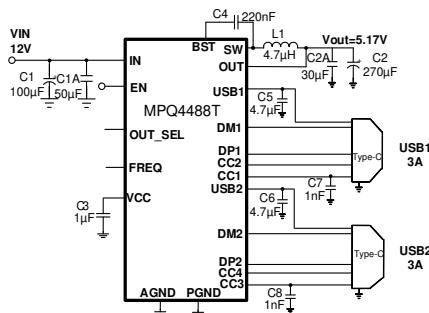 C4 220nF
VIN
12V
BST
SW
L1
4.7μH
Vout=5.17V
C2A
30μF
C2
270μF
IN
OUT
C1
100μF
C1A
50μF
EN
USB1
C5
4.7μF
MPQ4488T
OUT_SEL
DM1
Type-C
USB1
3A
FREQ
DP1
CC2
CC1
C7
1nF
VCC
C3
1μF
USB2
C6
4.7μF
DM2
Type-C
USB2
3A
DP2
CC4
CC3
C8
1nF
AGND
PGND